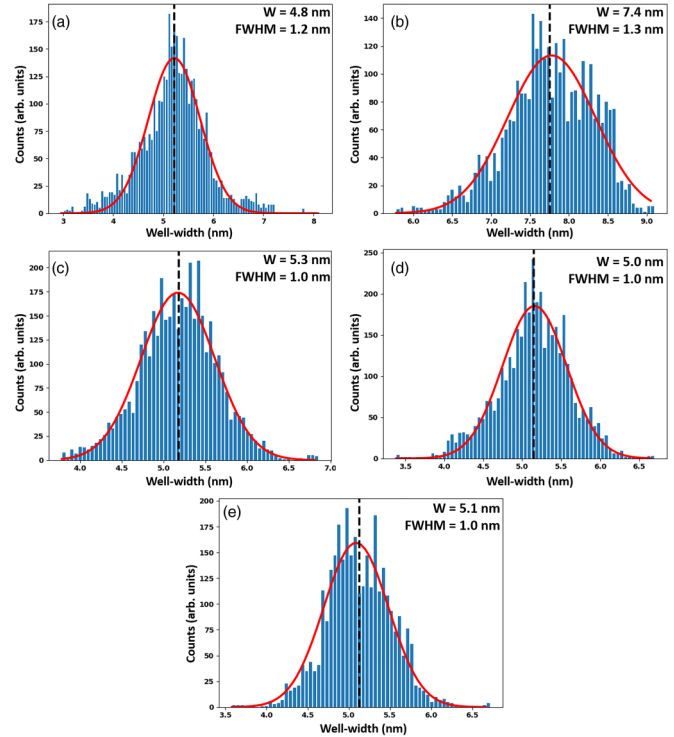 (a)
W = 4.8 nm
FWHM = 1.2 nm
Counts (arb. units)
175
150
125
100
75
50
25
0
3 4 5 6 7 8
Well-width (nm)
(b)
W = 7.4 nm
FWHM = 1.3 nm
Counts (arb. units)
140
120
100
80
60
40
20
0
6.0 6.5 7.0 7.5 8.0 8.5 9.0
Well-width (nm)
(c)
W = 5.3 nm
FWHM = 1.0 nm
Counts (arb. units)
200
175
150
125
100
75
50
25
0
4.0 4.5 5.0 5.5 6.0 6.5 7.0
Well-width (nm)
(d)
W = 5.0 nm
FWHM = 1.0 nm
Counts (arb. units)
250
200
150
100
50
0
3.5 4.0 4.5 5.0 5.5 6.0 6.5
Well-width (nm)
(e)
W = 5.1 nm
FWHM = 1.0 nm
Counts (arb. units)
200
175
150
125
100
75
50
25
0
3.5 4.0 4.5 5.0 5.5 6.0 6.5
Well-width (nm)